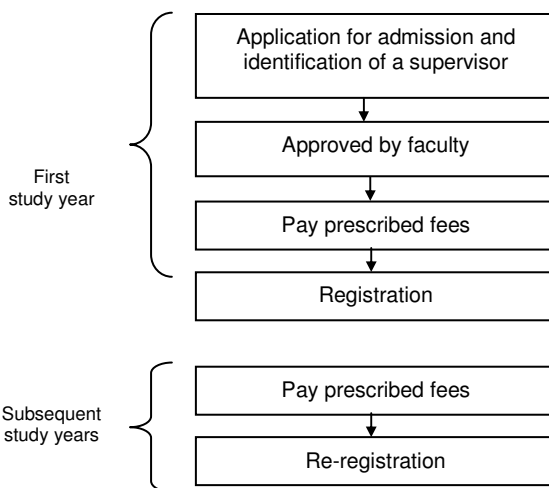 Application for admission and
identification of a supervisor
Approved by faculty
First
study year
Pay prescribed fees
Registration
Pay prescribed fees
Subsequent
study years
Re-registration